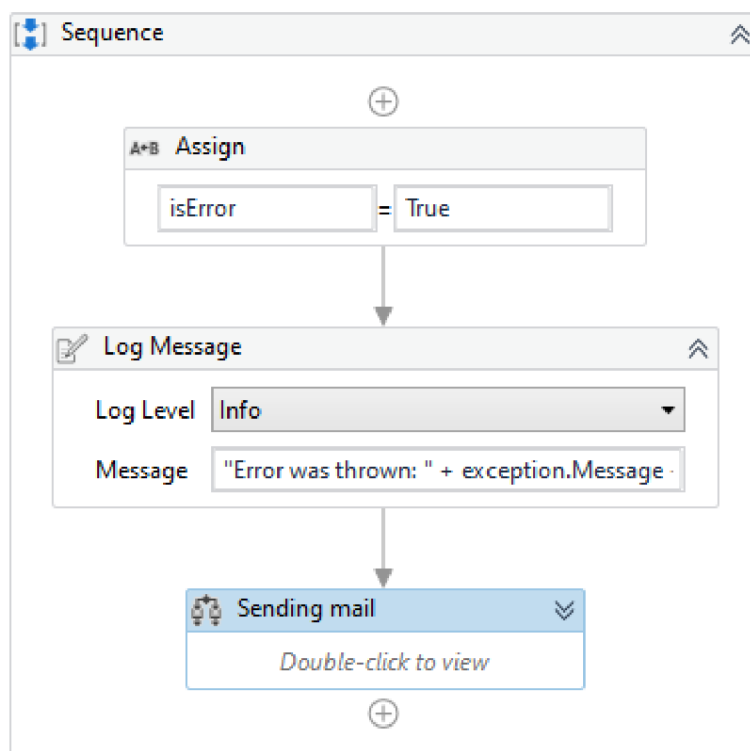 Sequence
A+B Assign
isError = True
Log Message
Log Level Info
Message "Error was thrown: " + exception.Message
Sending mail
Double-click to view